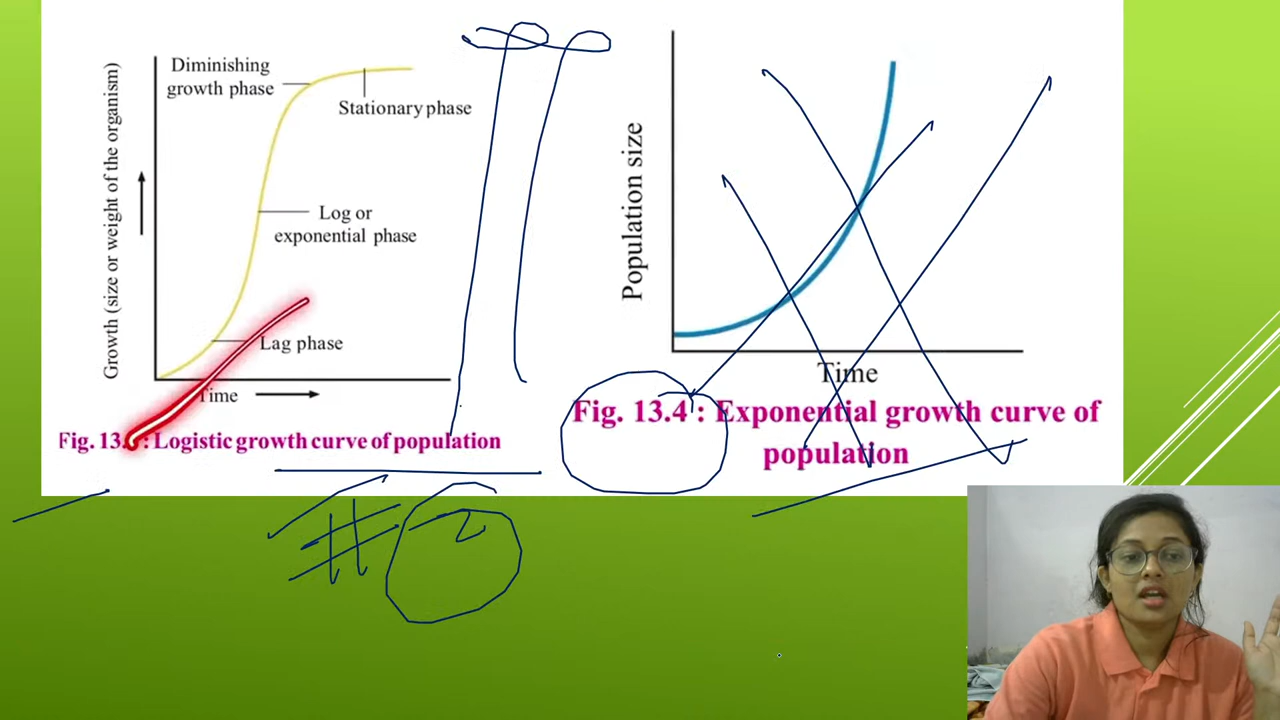 Diminishing
growth phase
Stationary phase
Log or
exponential phase
Lag phase
Growth (size or weight of the organism)
Time
Fig. 13. : Logistic growth curve of population
Population size
Time
Fig. 13.4 : Exponential growth curve of
population
# 2